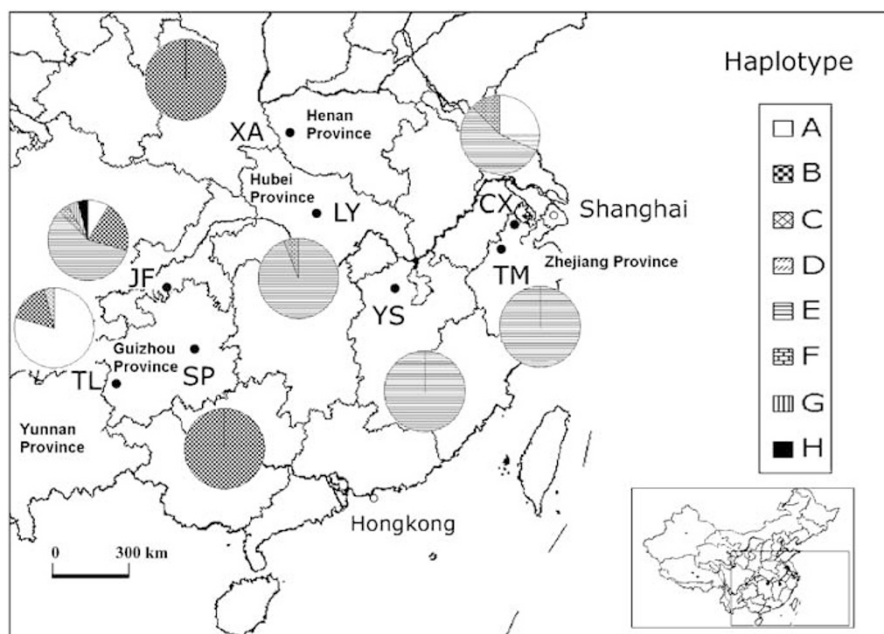 Haplotype
A
B
C
D
E
F
G
H
XA
Henan
Province
Hubei
Province
LY
CX
Shanghai
TM
Zhejiang Province
JF
YS
Guizhou
Province
TL
SP
Yunnan
Province
Hongkong
0 300 km